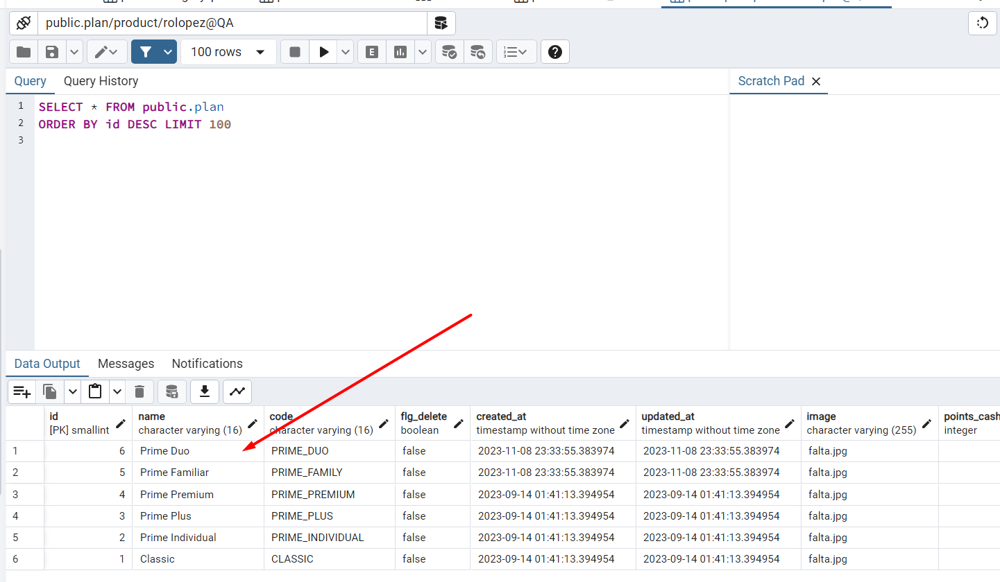 public.plan/product/rolopez@QA
100 rows
E
Query Query History Scratch Pad
1 SELECT * FROM public.plan
2 ORDER BY id DESC LIMIT 100
3
Data Output Messages Notifications
id name code flg_delete created_at updated_at image points_cash
[PK] smallint character varying (16) character varying (16) boolean timestamp without time zone timestamp without time zone character varying (255) integer
1 6 Prime Duo PRIME_DUO false 2023-11-08 23:33:55.383974 2023-11-08 23:33:55.383974 falta.jpg
2 5 Prime Familiar PRIME_FAMILY false 2023-11-08 23:33:55.383974 2023-11-08 23:33:55.383974 falta.jpg
3 4 Prime Premium PRIME_PREMIUM false 2023-09-14 01:41:13.394954 2023-09-14 01:41:13.394954 falta.jpg
4 3 Prime Plus PRIME_PLUS false 2023-09-14 01:41:13.394954 2023-09-14 01:41:13.394954 falta.jpg
5 2 Prime Individual PRIME_INDIVIDUAL false 2023-09-14 01:41:13.394954 2023-09-14 01:41:13.394954 falta.jpg
6 1 Classic CLASSIC false 2023-09-14 01:41:13.394954 2023-09-14 01:41:13.394954 falta.jpg